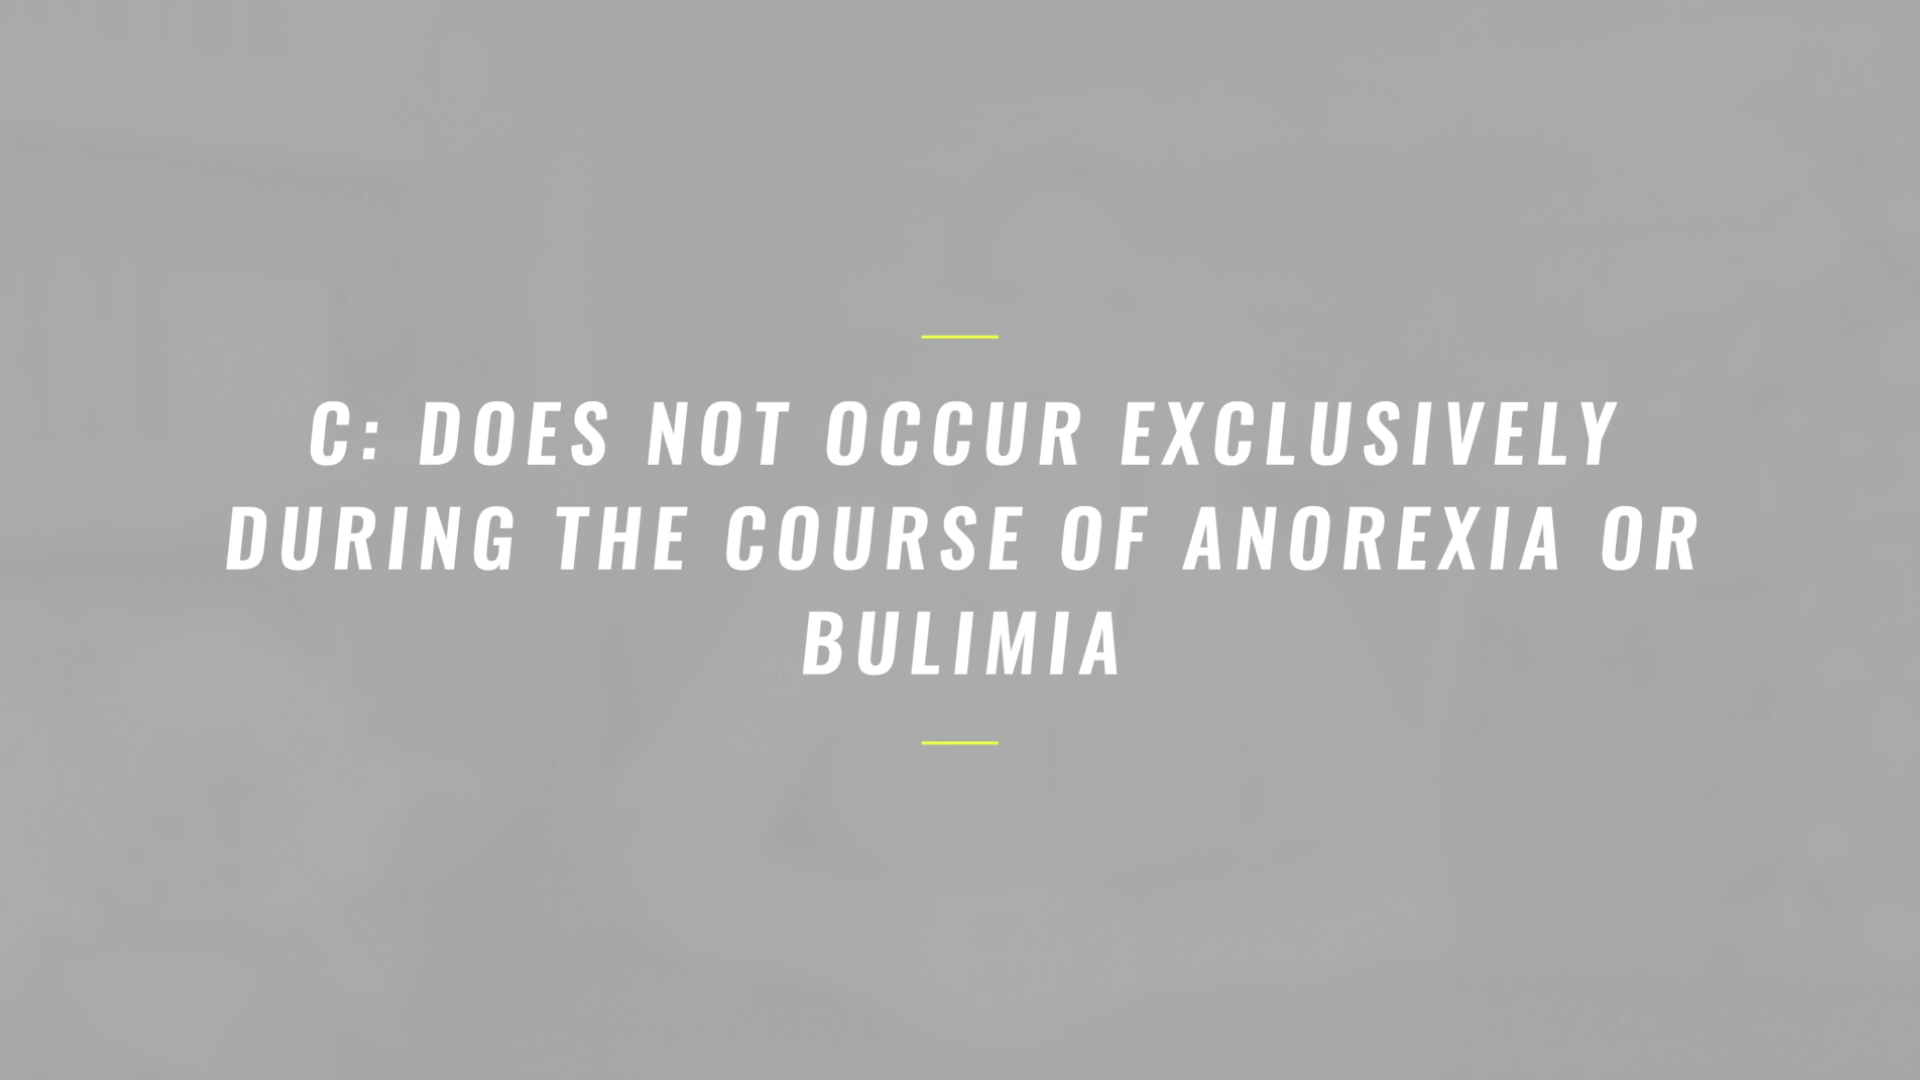 C: DOES NOT OCCUR EXCLUSIVELY
DURING THE COURSE OF ANOREXIA OR
BULIMIA